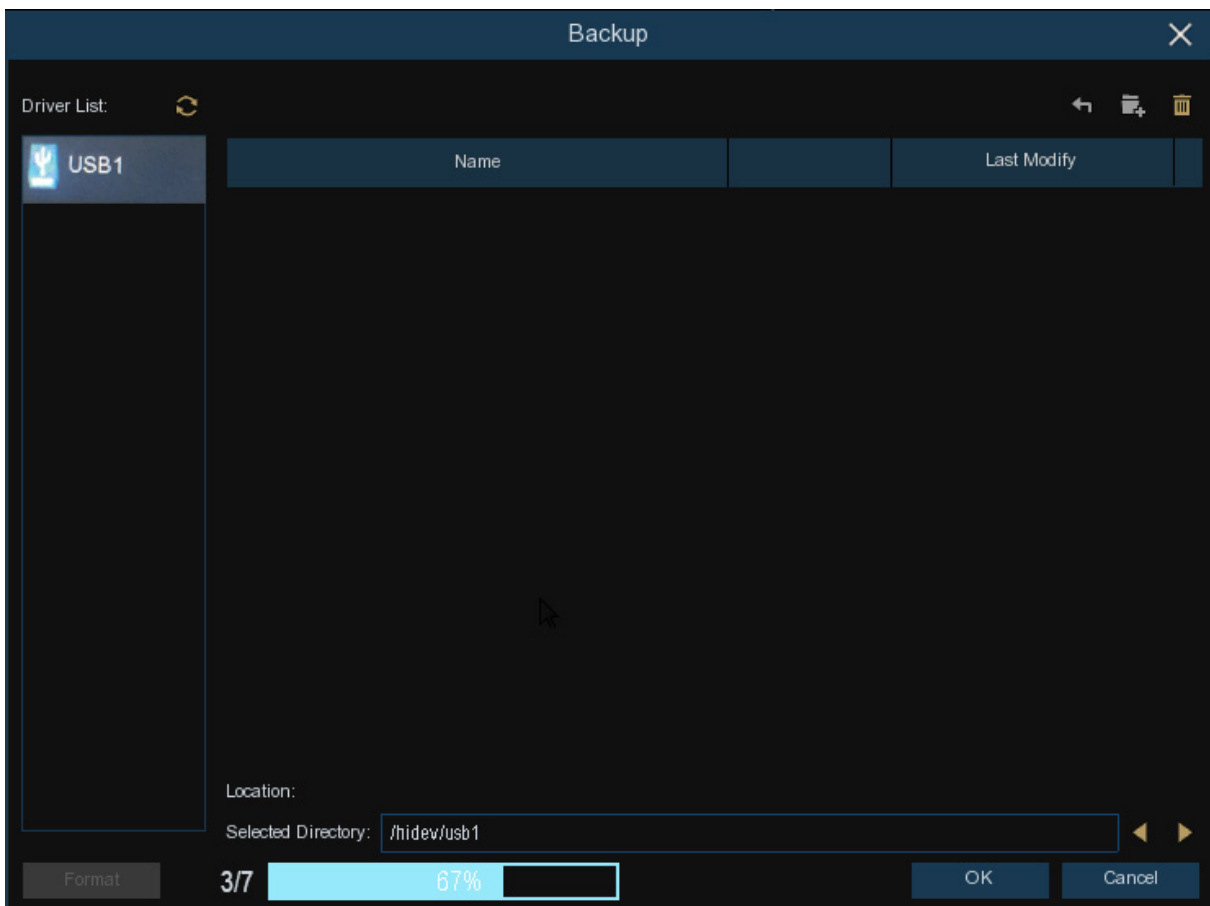 Backup
Driver List:
USB1
Name
Last Modify
Location:
Selected Directory: /hidev/usb1
Format
3/7
67%
OK
Cancel